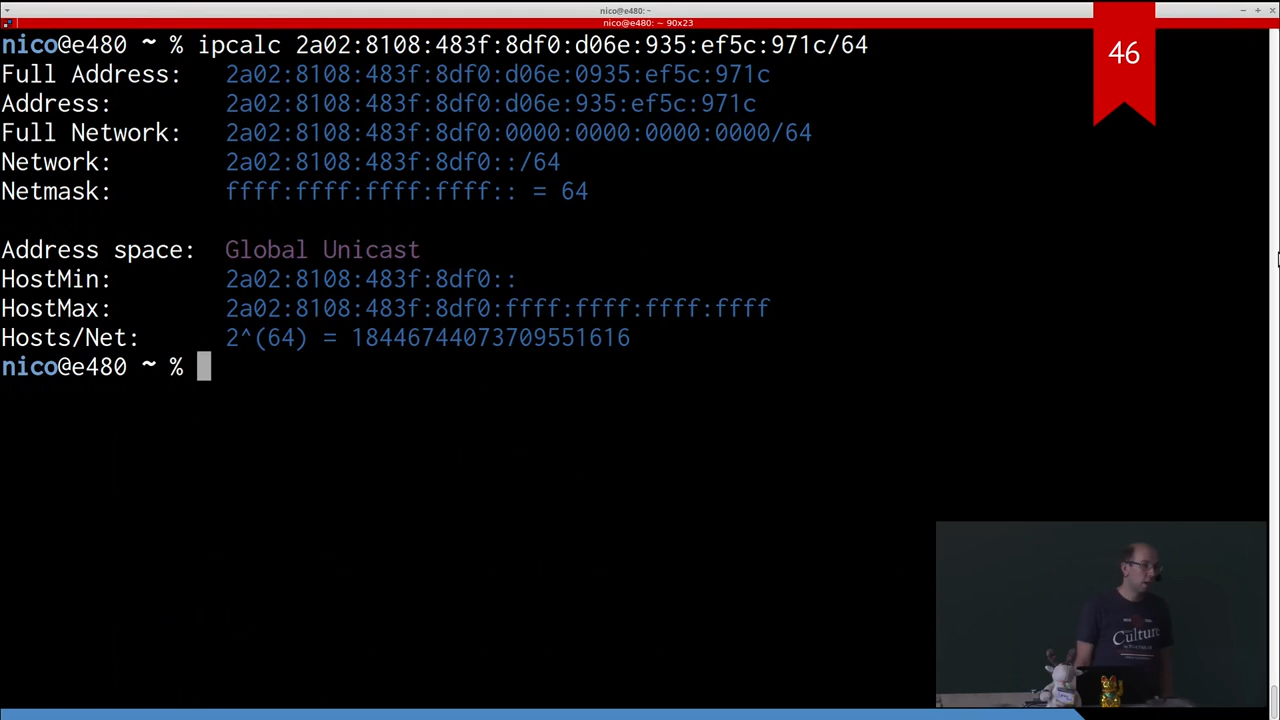 nico@e480: ~
nico@e480: ~ 90x23
46
nico@e480 ~ % ipcalc 2a02:8108:483f:8df0:d06e:935:ef5c:971c/64
Full Address: 2a02:8108:483f:8df0:d06e:0935:ef5c:971c
Address: 2a02:8108:483f:8df0:d06e:935:ef5c:971c
Full Network: 2a02:8108:483f:8df0:0000:0000:0000:0000/64
Network: 2a02:8108:483f:8df0::/64
Netmask: ffff:ffff:ffff:ffff:: = 64
Address space: Global Unicast
HostMin: 2a02:8108:483f:8df0::
HostMax: 2a02:8108:483f:8df0:ffff:ffff:ffff:ffff
Hosts/Net: 2^(64) = 18446744073709551616
nico@e480 ~ %
Culture